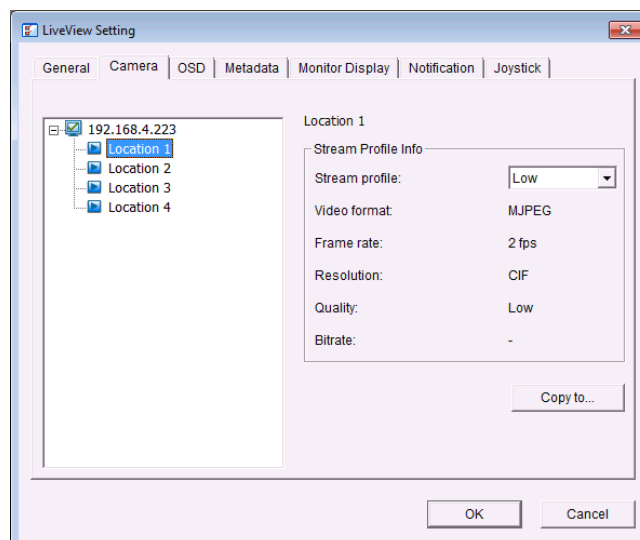 LiveView Setting
General Camera OSD Metadata Monitor Display Notification Joystick
192.168.4.223
Location 1
Location 2
Location 3
Location 4
Location 1
Stream Profile Info
Stream profile: Low
Video format: MJPEG
Frame rate: 2 fps
Resolution: CIF
Quality: Low
Bitrate: -
Copy to...
OK Cancel